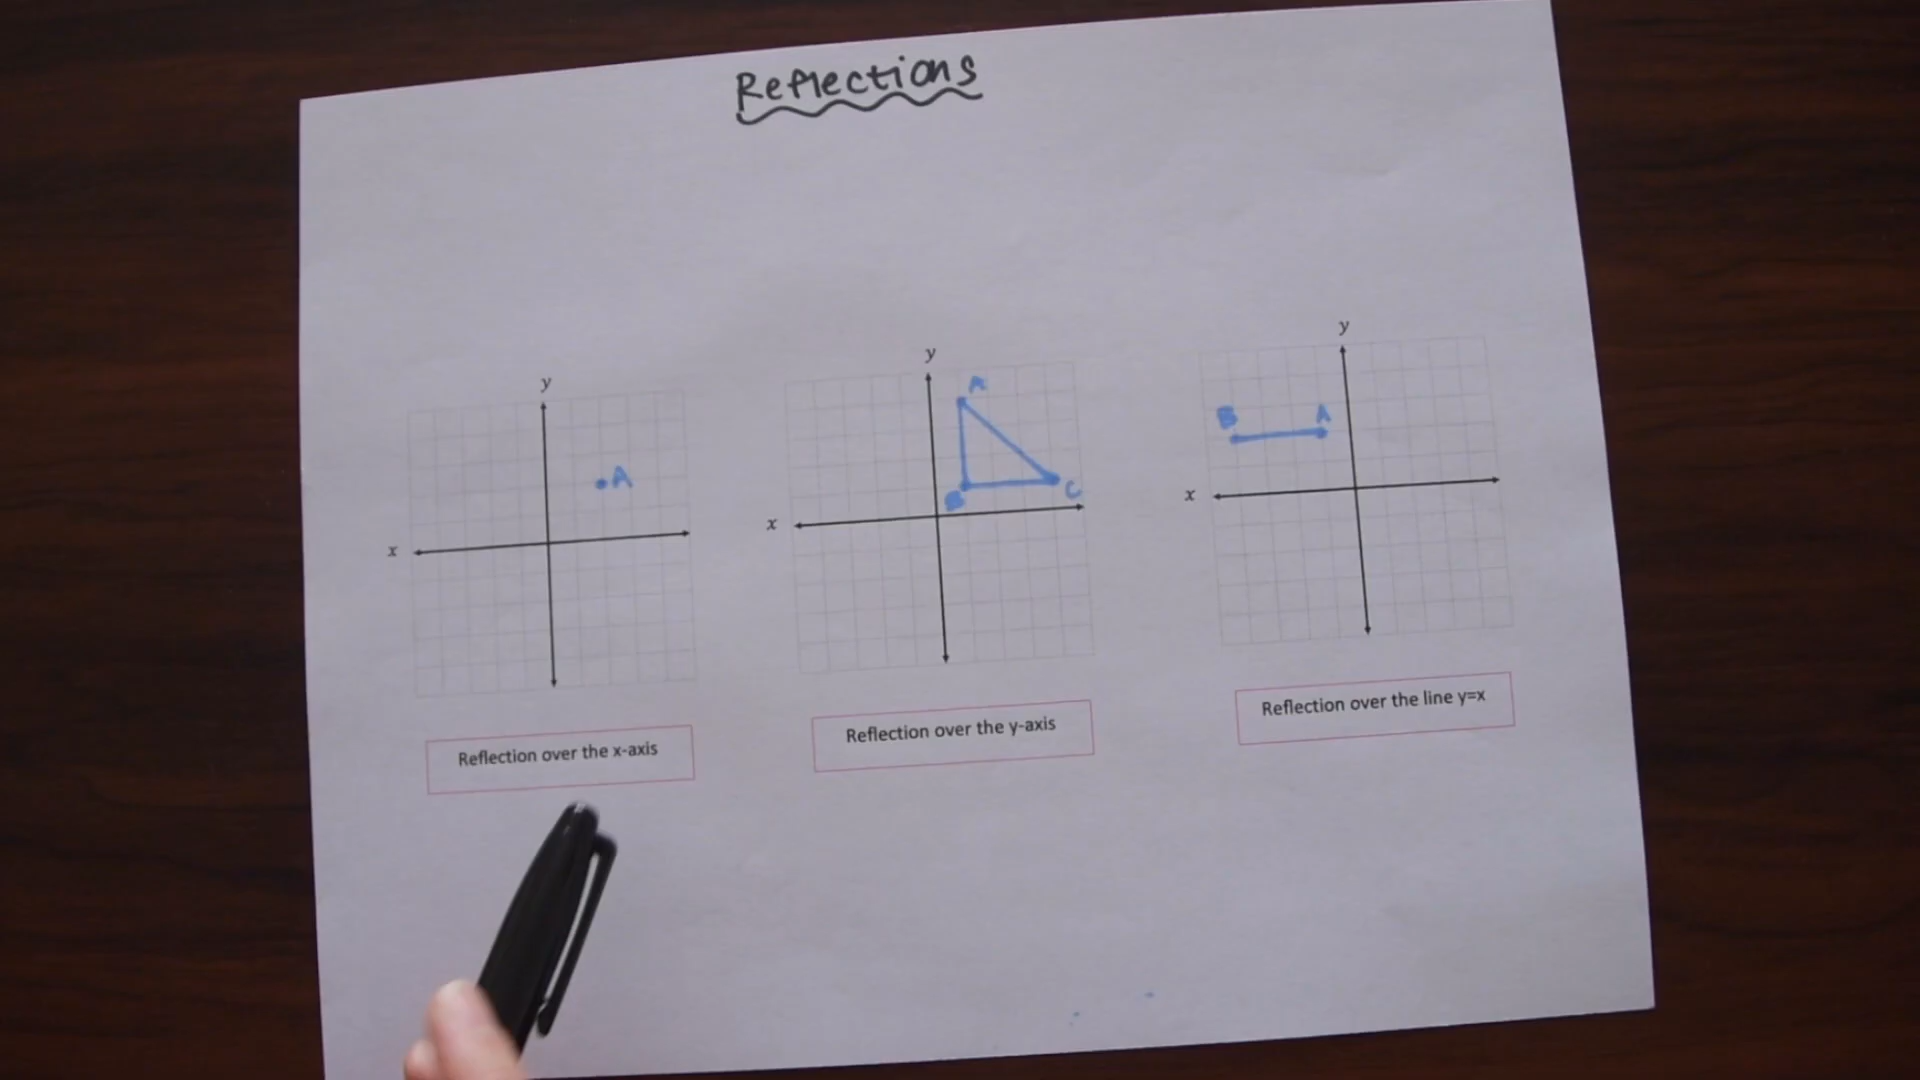 Reflections
y
A
x
Reflection over the x-axis
y
A
B
C
x
Reflection over the y-axis
y
B A
x
Reflection over the line y=x